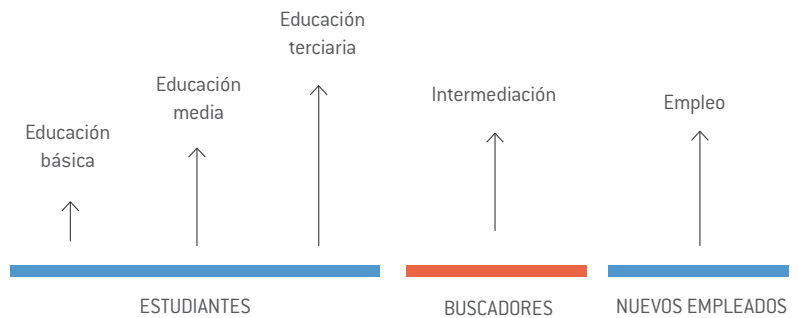 Educación
básica
Educación
media
Educación
terciaria
Intermediación
Empleo
ESTUDIANTES
BUSCADORES
NUEVOS EMPLEADOS